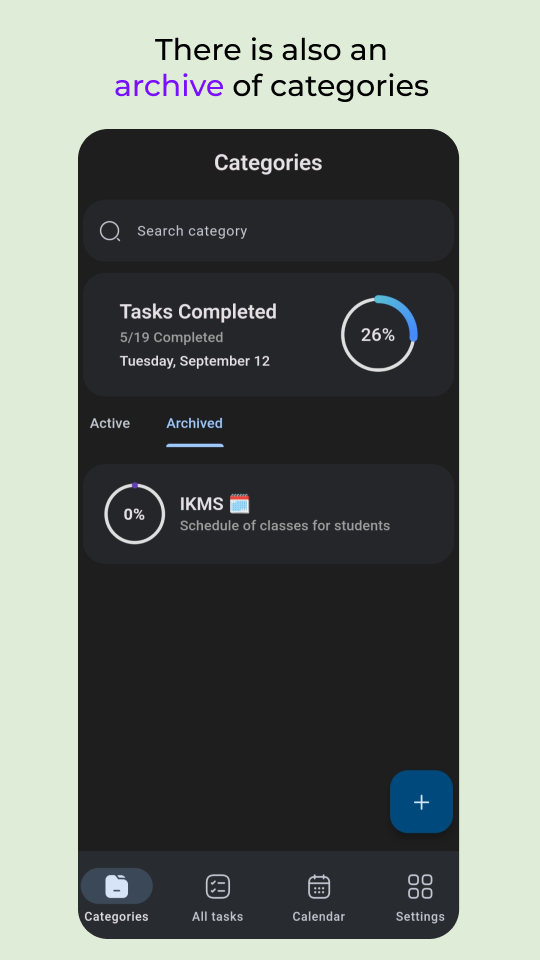 There is also an
archive of categories
Categories
Search category
Tasks Completed
5/19 Completed
Tuesday, September 12
26%
Active
Archived
0%
IKMS 🗓️
Schedule of classes for students
+
Categories
All tasks
Calendar
Settings